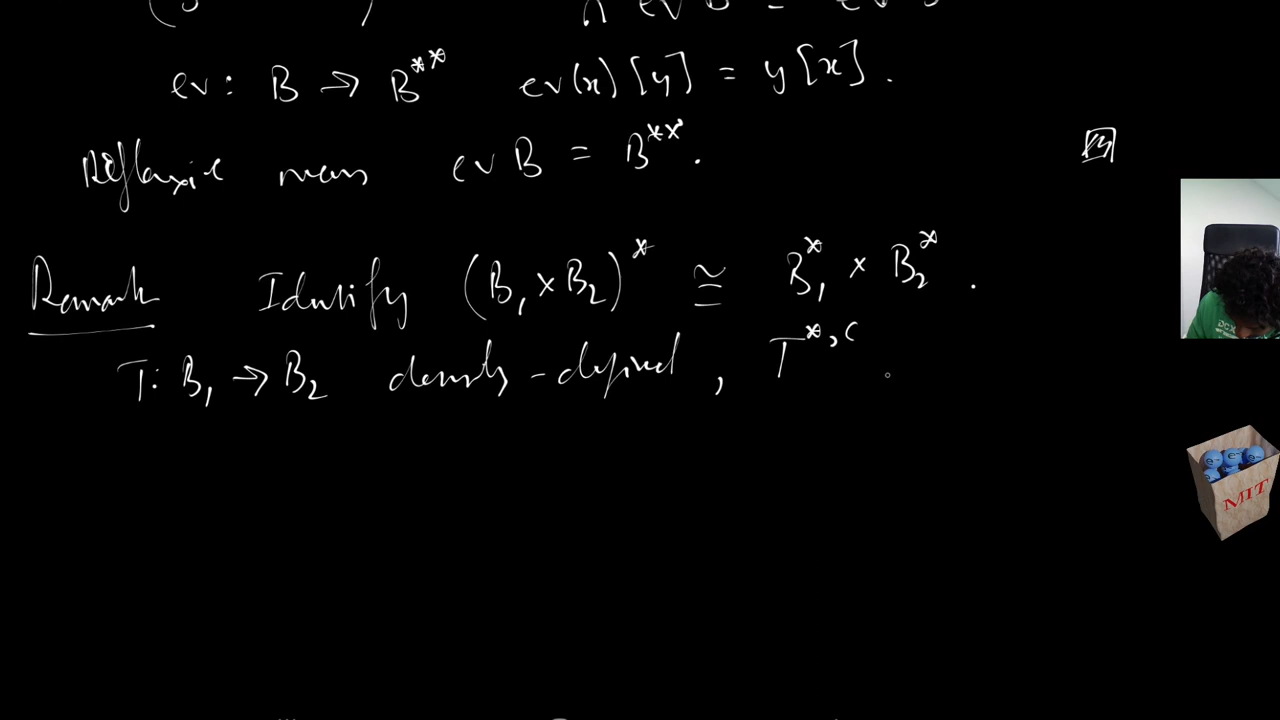 ev : B → B**   ev(x)[y] = y[x].
Reflexive means ev B = B**.
Remark Identify (B₁ × B₂)* ≅ B₁* × B₂* .
T: B₁ → B₂ densely-defined, T*, (
MIT